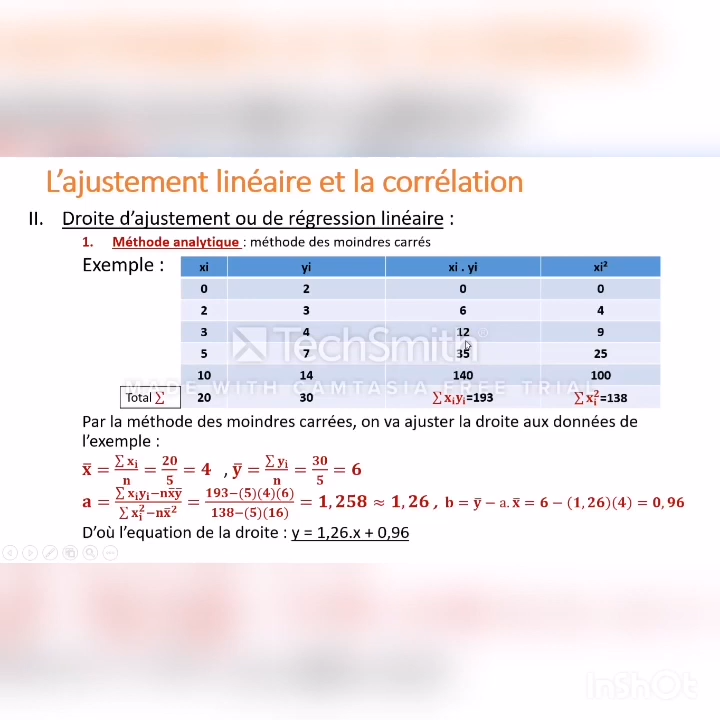 L'ajustement linéaire et la corrélation
II. Droite d'ajustement ou de régression linéaire :
1. Méthode analytique : méthode des moindres carrés
Exemple :
xi yi xi . yi xi²
0 2 0 0
2 3 6 4
3 4 12 9
5 7 35 25
10 14 140 100
Total ∑ 20 30 ∑ xᵢyᵢ=193 ∑ xᵢ²=138
TechSmith®
MADE WITH CAMTASIA FREE TRIAL
Par la méthode des moindres carrées, on va ajuster la droite aux données de
l'exemple :
x̄ = ∑ xᵢ/n = 20/5 = 4 , ȳ = ∑ yᵢ/n = 30/5 = 6
a = (∑ xᵢyᵢ−nx̄ȳ)/(∑ xᵢ²−nx̄²) = (193−(5)(4)(6))/(138−(5)(16)) = 1,258 ≈ 1,26 , b = ȳ − a.x̄ = 6 − (1,26)(4) = 0,96
D'où l'equation de la droite : y = 1,26.x + 0,96
InShOt